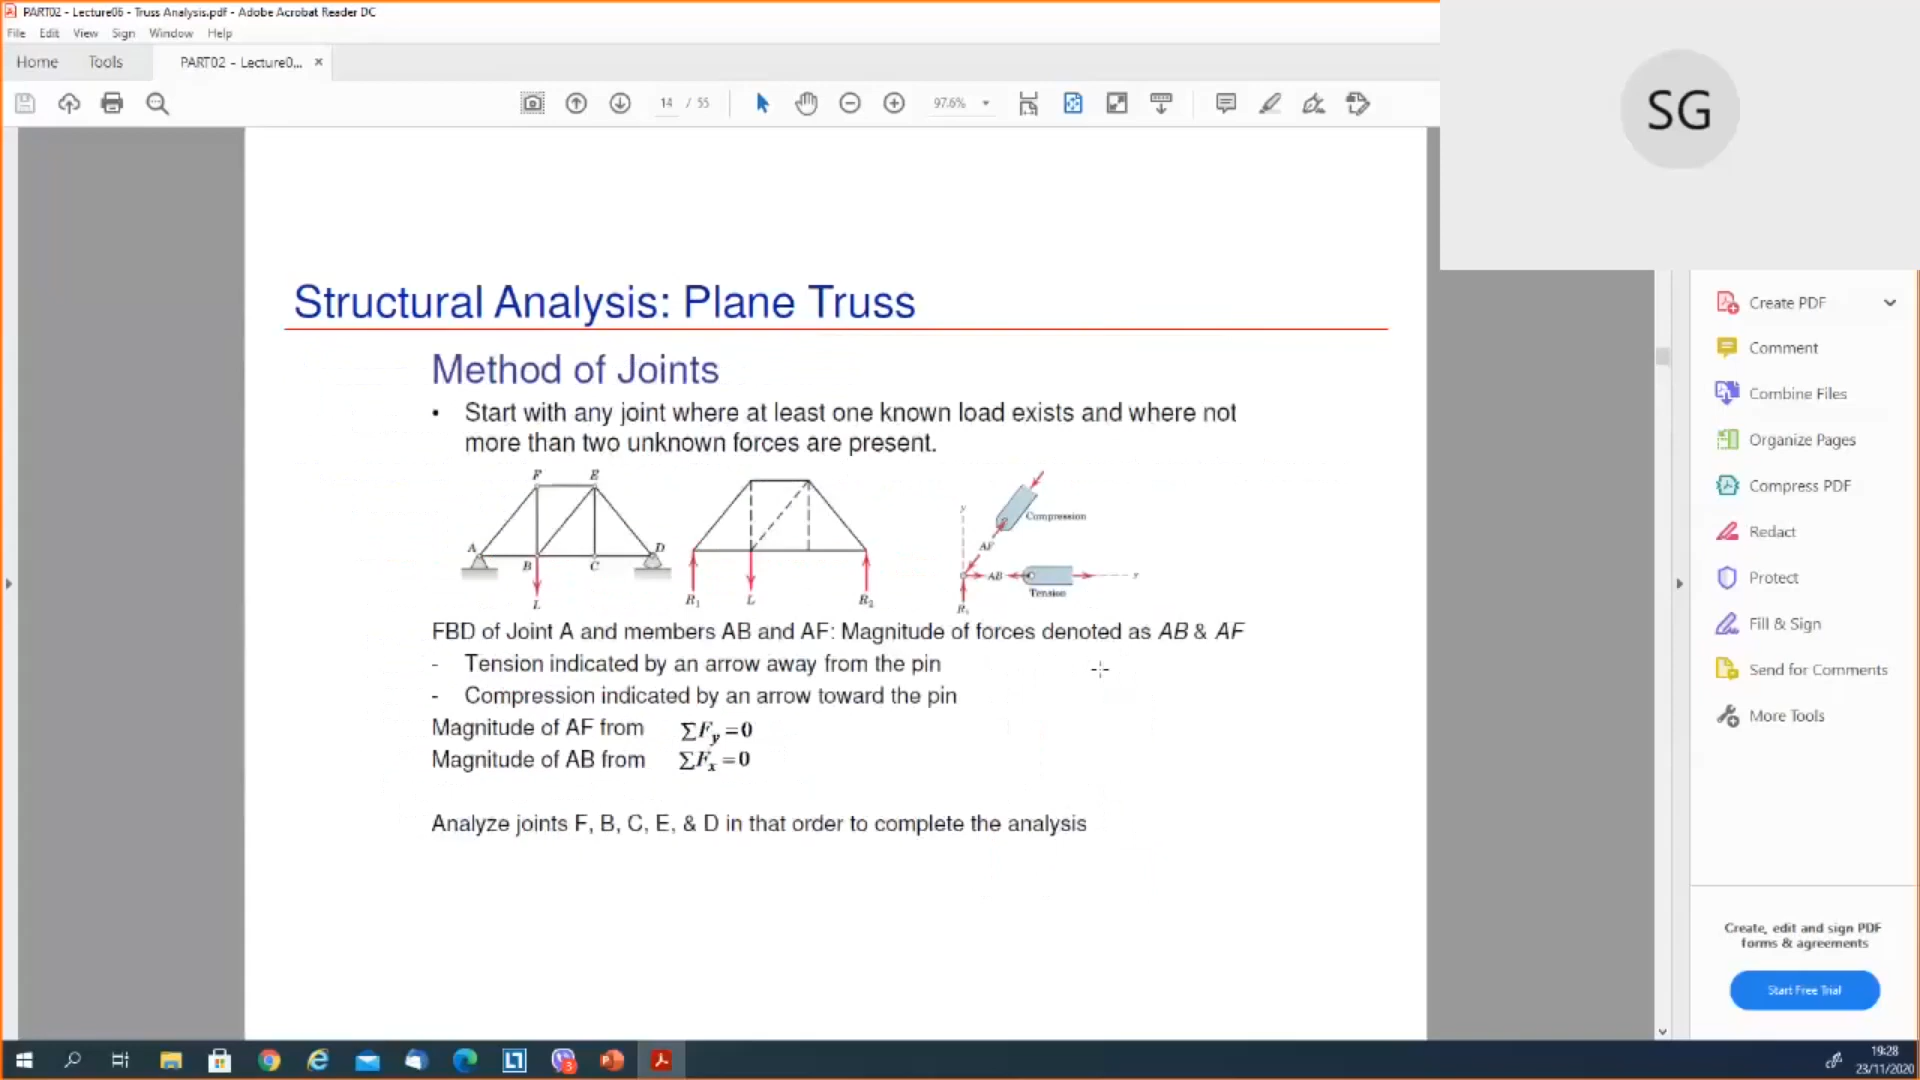 PART02 - Lecture06 - Truss Analysis.pdf - Adobe Acrobat Reader DC
File Edit View Sign Window Help
Home Tools PART02 - Lecture0... ×
14 / 55 97.6%
SG
Structural Analysis: Plane Truss
Method of Joints
• Start with any joint where at least one known load exists and where not
more than two unknown forces are present.
F E
A B C D
L
R1 L R2
y
Compression
AF
AB x
Tension
FBD of Joint A and members AB and AF: Magnitude of forces denoted as AB & AF
- Tension indicated by an arrow away from the pin
- Compression indicated by an arrow toward the pin
Magnitude of AF from ΣFy=0
Magnitude of AB from ΣFx=0
Analyze joints F, B, C, E, & D in that order to complete the analysis
Create PDF
Comment
Combine Files
Organize Pages
Compress PDF
Redact
Protect
Fill & Sign
Send for Comments
More Tools
Create, edit and sign PDF
forms & agreements
Start Free Trial
19:28
23/11/2020